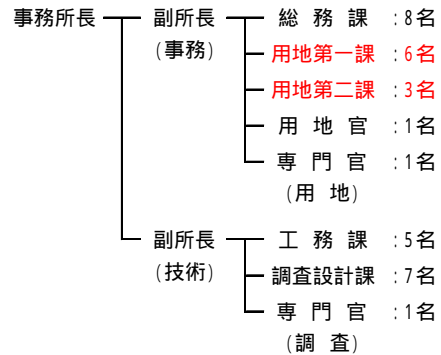 事務所長 副所長 総務課 :8名
(事務) 用地第一課 :6名
用地第二課 :3名
用地官 :1名
専門官 :1名
(用地)
副所長 工務課 :5名
(技術) 調査設計課 :7名
専門官 :1名
(調査)